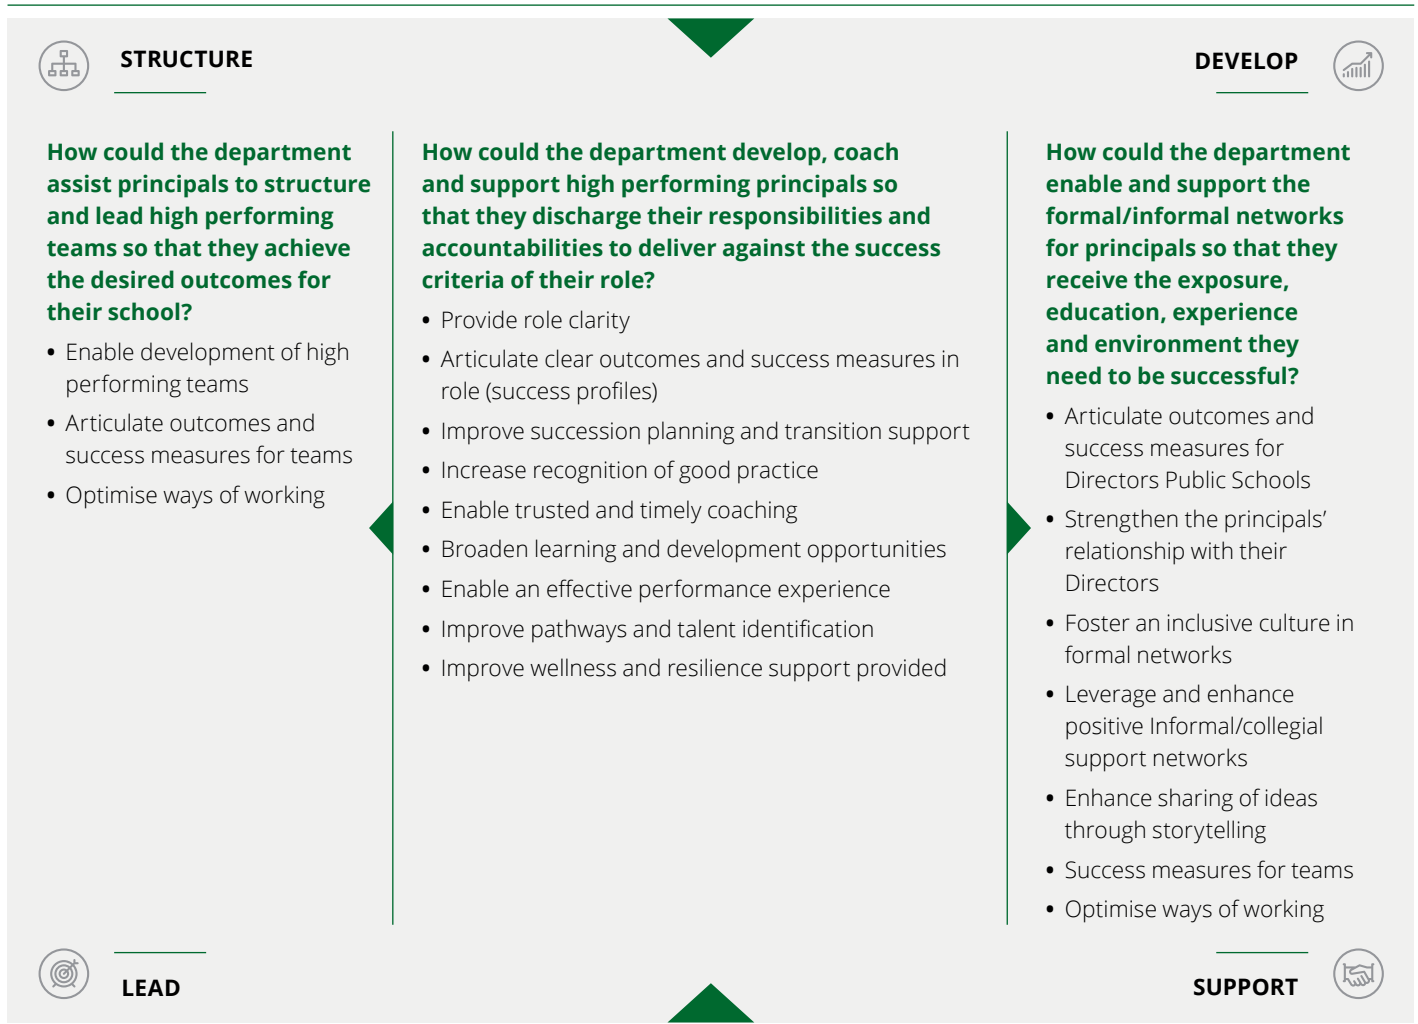 STRUCTURE
DEVELOP
How could the department
assist principals to structure
and lead high performing
teams so that they achieve
the desired outcomes for
their school?
• Enable development of high
performing teams
• Articulate outcomes and
success measures for teams
• Optimise ways of working
How could the department develop, coach
and support high performing principals so
that they discharge their responsibilities and
accountabilities to deliver against the success
criteria of their role?
• Provide role clarity
• Articulate clear outcomes and success measures in
role (success profiles)
• Improve succession planning and transition support
• Increase recognition of good practice
• Enable trusted and timely coaching
• Broaden learning and development opportunities
• Enable an effective performance experience
• Improve pathways and talent identification
• Improve wellness and resilience support provided
How could the department
enable and support the
formal/informal networks
for principals so that they
receive the exposure,
education, experience
and environment they
need to be successful?
• Articulate outcomes and
success measures for
Directors Public Schools
• Strengthen the principals’
relationship with their
Directors
• Foster an inclusive culture in
formal networks
• Leverage and enhance
positive Informal/collegial
support networks
• Enhance sharing of ideas
through storytelling
• Success measures for teams
• Optimise ways of working
LEAD
SUPPORT